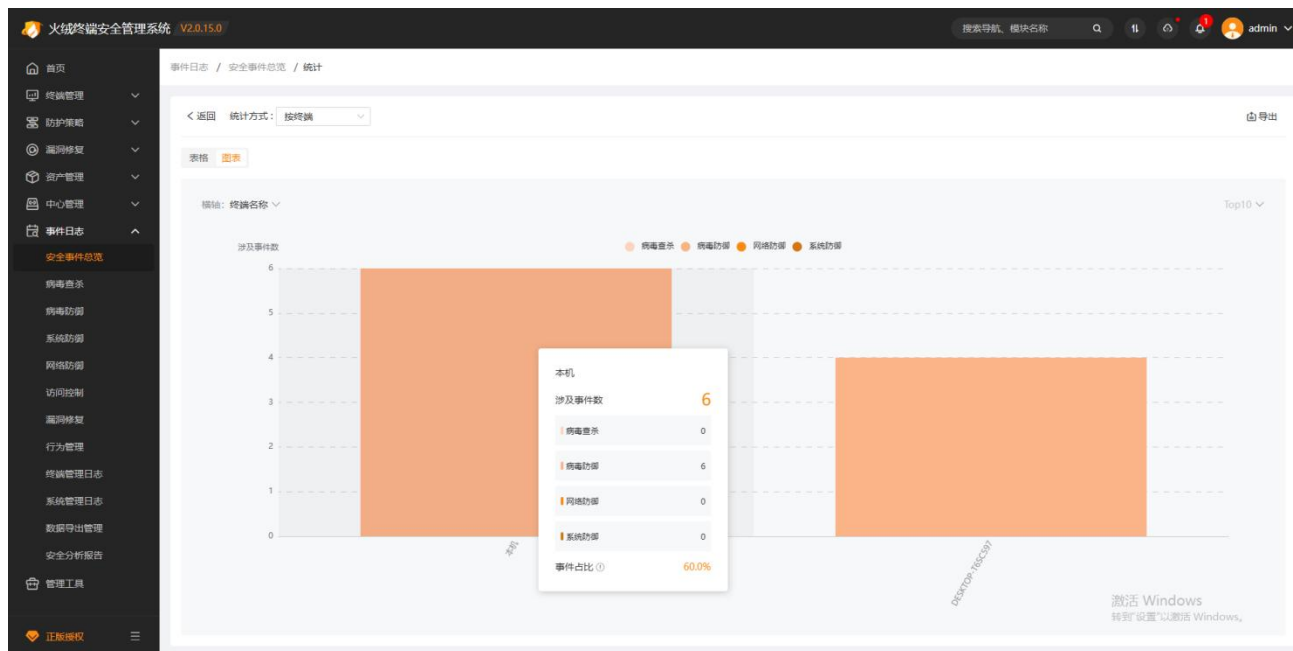 火绒终端安全管理系统 V2.0.15.0
搜索导航、模块名称
1
admin
首页
终端管理
防护策略
漏洞修复
资产管理
中心管理
事件日志
安全事件总览
病毒查杀
病毒防御
系统防御
网络防御
访问控制
漏洞修复
行为管理
终端管理日志
系统管理日志
数据导出管理
安全分析报告
管理工具
正版授权
事件日志 / 安全事件总览 / 统计
返回 统计方式: 按终端
导出
表格 图表
横轴: 终端名称
Top10
涉及事件数
病毒查杀 病毒防御 网络防御 系统防御
6
5
4
3
2
1
0
本机
涉及事件数 6
病毒查杀 0
病毒防御 6
网络防御 0
系统防御 0
事件占比 60.0%
本机
DESKTOP-T6SC597
激活 Windows
转到"设置"以激活 Windows。